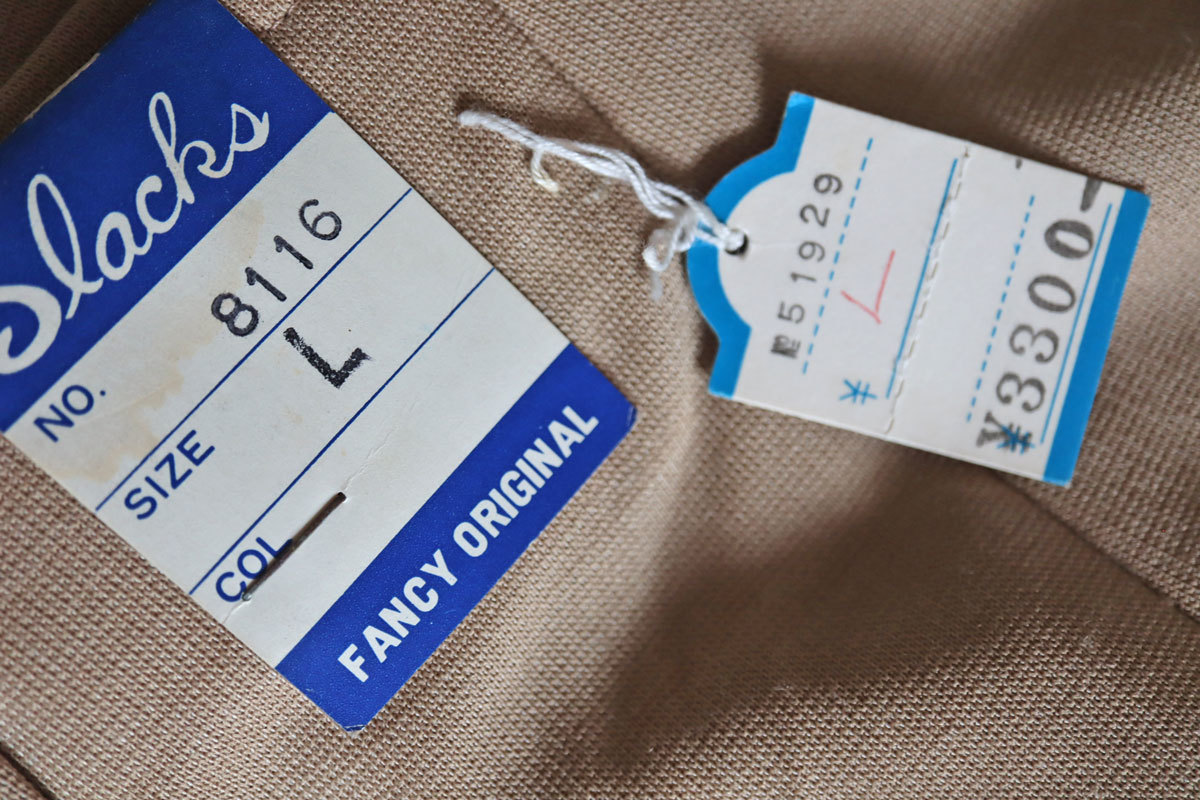 Slacks
NO. 8116
SIZE L
COL
FANCY ORIGINAL
51929
L
¥
¥3300-
¥